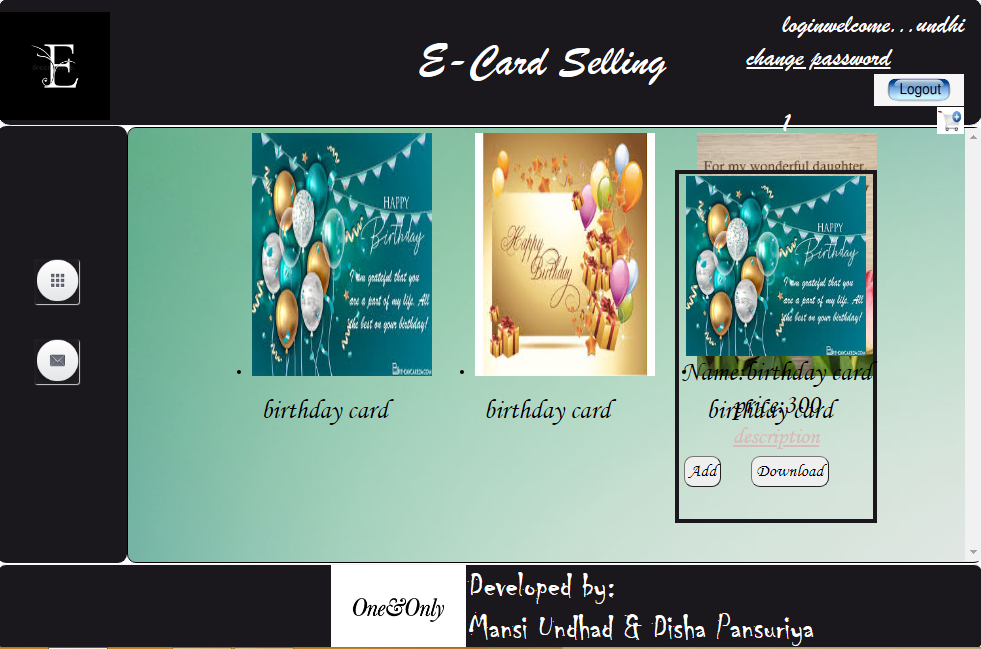 E
E-Card Selling
loginwelcome...undhi
change password
Logout
1
HAPPY
Birthday
I'm grateful that you
are a part of my life. All
the best on your birthday!
birthday card
Happy
Birthday
birthday card
For my wonderful daughter
HAPPY
Birthday
I'm grateful that you
are a part of my life. All
the best on your birthday!
Name:birthday card
price:300
birthday card
description
Add
Download
One&Only
Developed by:
Mansi Undhad & Disha Pansuriya